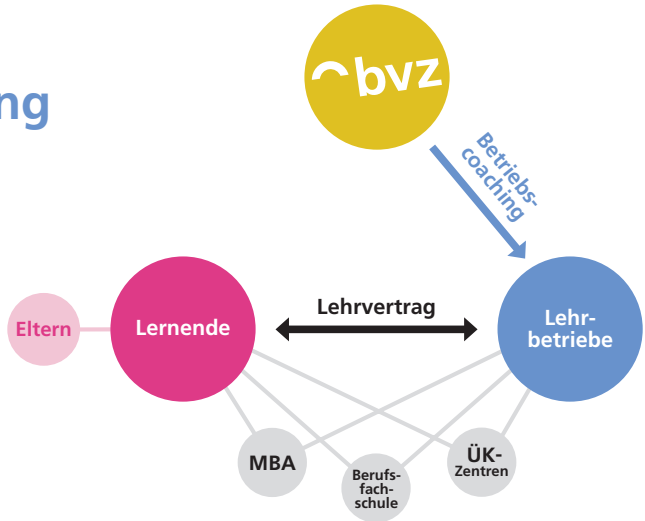 bvz
ng
Betriebs-
coaching
Eltern
Lernende
Lehrvertrag
Lehr-
betriebe
MBA
Berufs-
fach-
schule
ÜK-
Zentren